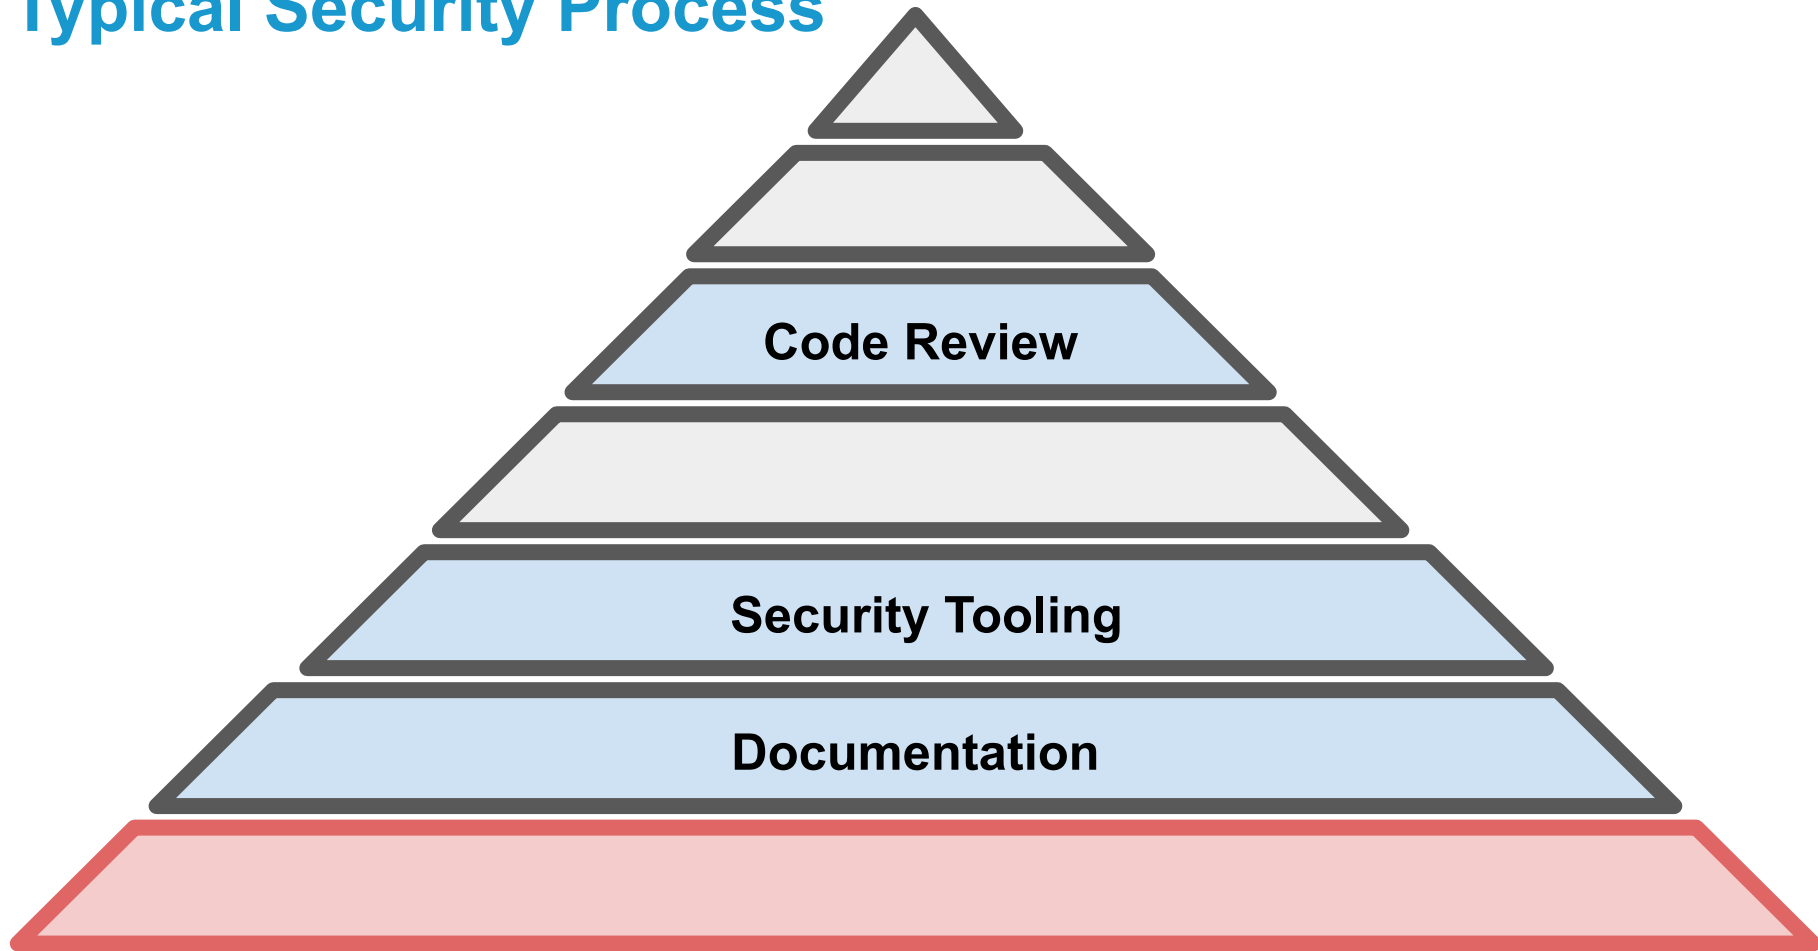 Typical Security Process
Code Review
Security Tooling
Documentation